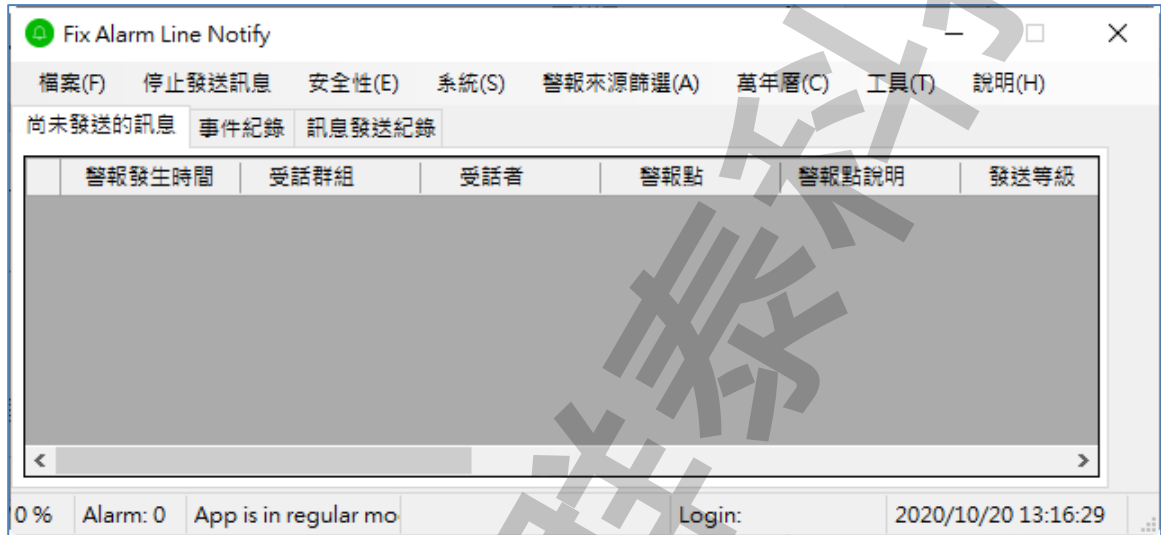 Fix Alarm Line Notify
檔案(F) 停止發送訊息 安全性(E) 系統(S) 警報來源篩選(A) 萬年曆(C) 工具(T) 說明(H)
尚未發送的訊息 事件紀錄 訊息發送紀錄
警報發生時間 受話群組 受話者 警報點 警報點說明 發送等級
0 % Alarm: 0 App is in regular mo Login: 2020/10/20 13:16:29